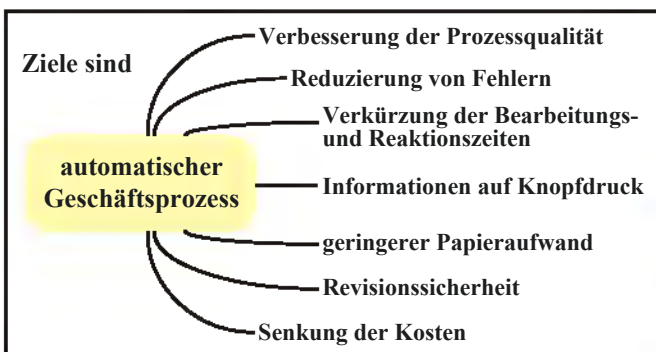 Ziele sind
Verbesserung der Prozessqualität
Reduzierung von Fehlern
Verkürzung der Bearbeitungs-
und Reaktionszeiten
automatischer
Geschäftsprozess
Informationen auf Knopfdruck
geringerer Papieraufwand
Revisionssicherheit
Senkung der Kosten